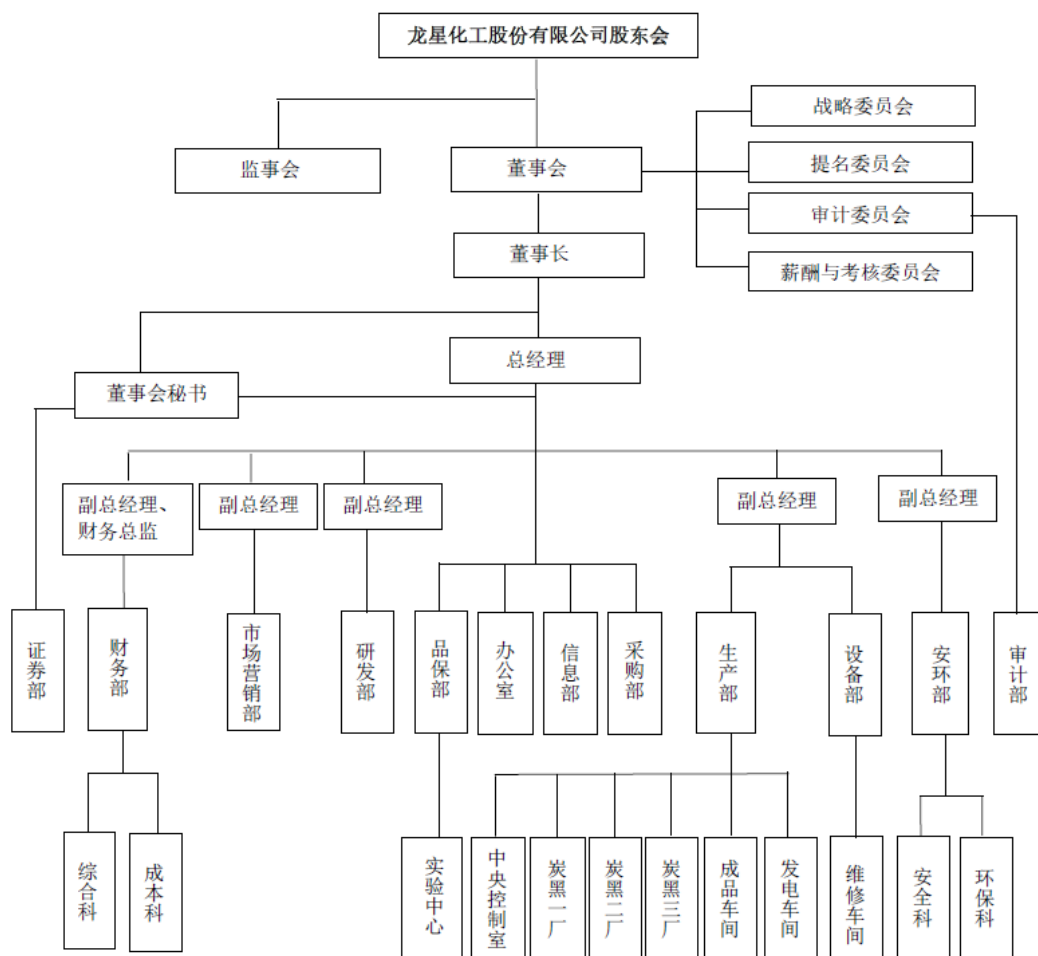 龙星化工股份有限公司股东会
战略委员会
监事会
董事会
提名委员会
审计委员会
董事长
薪酬与考核委员会
总经理
董事会秘书
副总经理、
财务总监
副总经理
副总经理
副总经理
副总经理
证券部
财务部
市场营销部
研发部
品保部
办公室
信息部
采购部
生产部
设备部
安环部
审计部
综合科
成本科
实验中心
中央控制室
炭黑一厂
炭黑二厂
炭黑三厂
成品车间
发电车间
维修车间
安全科
环保科